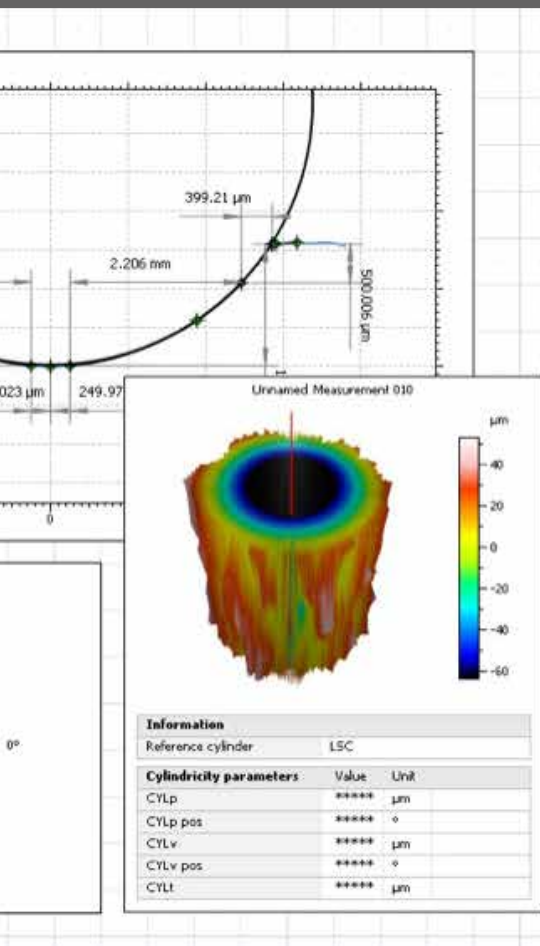 399.21 µm
2.206 mm
500.006 µm
023 µm
249.97
0
Unnamed Measurement 010
µm
40
20
0
-20
-40
-60
0°
Information
Reference cylinder LSC
Cylindricity parameters Value Unit
CYLp ***** µm
CYLp pos ***** °
CYLv ***** µm
CYLv pos ***** °
CYLt ***** µm